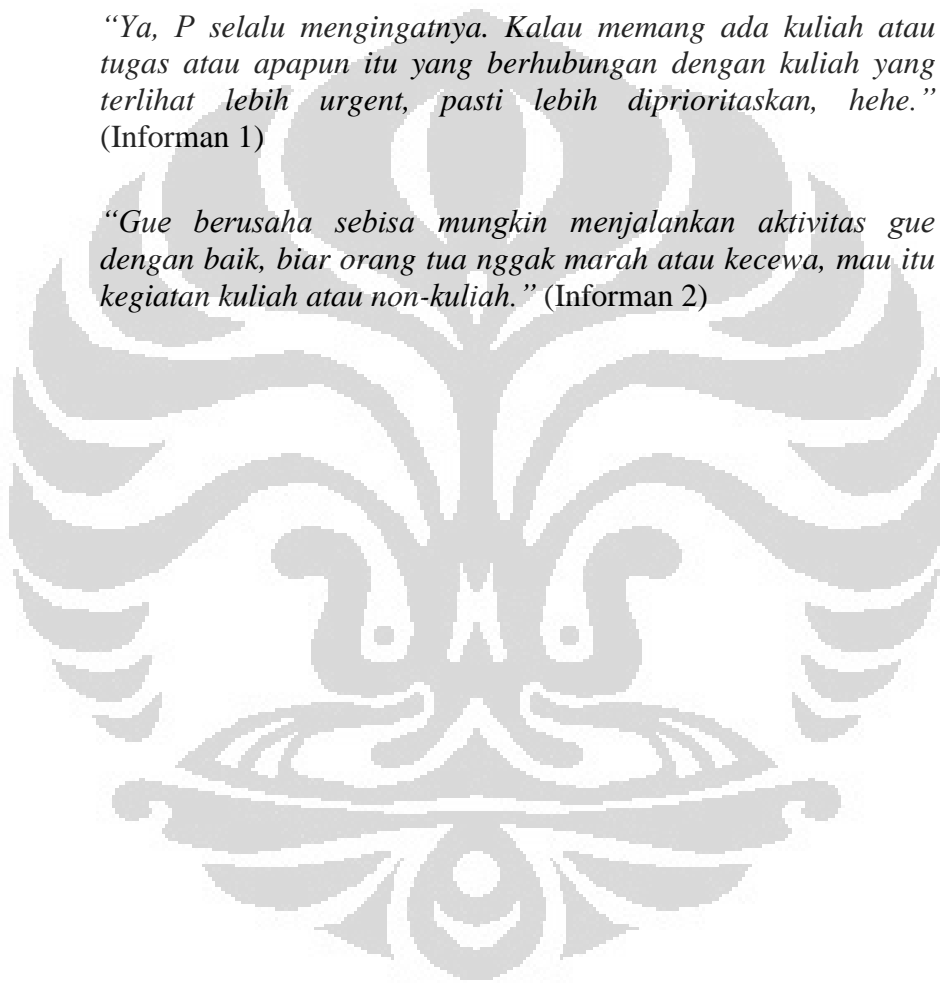 “Ya, P selalu mengingatnya. Kalau memang ada kuliah atau
tugas atau apapun itu yang berhubungan dengan kuliah yang
terlihat lebih urgent, pasti lebih diprioritaskan, hehe.”
(Informan 1)
“Gue berusaha sebisa mungkin menjalankan aktivitas gue
dengan baik, biar orang tua nggak marah atau kecewa, mau itu
kegiatan kuliah atau non-kuliah.” (Informan 2)